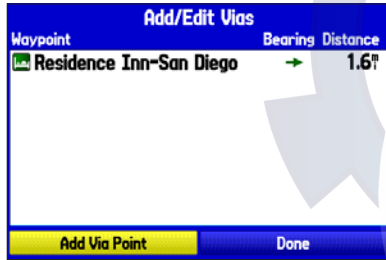 Add/Edit Vias
Waypoint Bearing Distance
Residence Inn-San Diego 1.6mi
Add Via Point Done